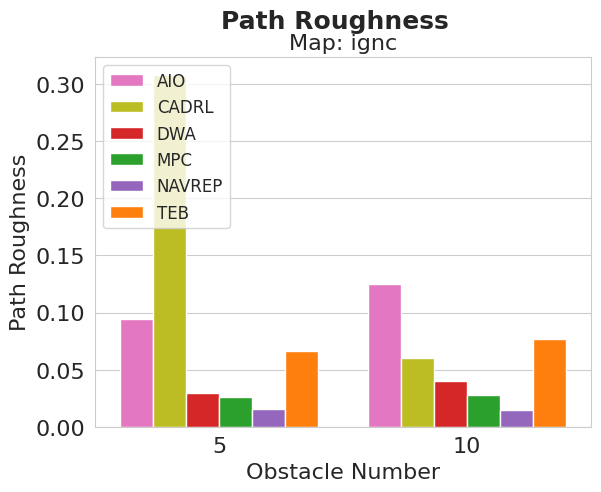 Path Roughness
Map: ignc
Path Roughness
0.30
0.25
0.20
0.15
0.10
0.05
0.00
AIO
CADRL
DWA
MPC
NAVREP
TEB
5
10
Obstacle Number